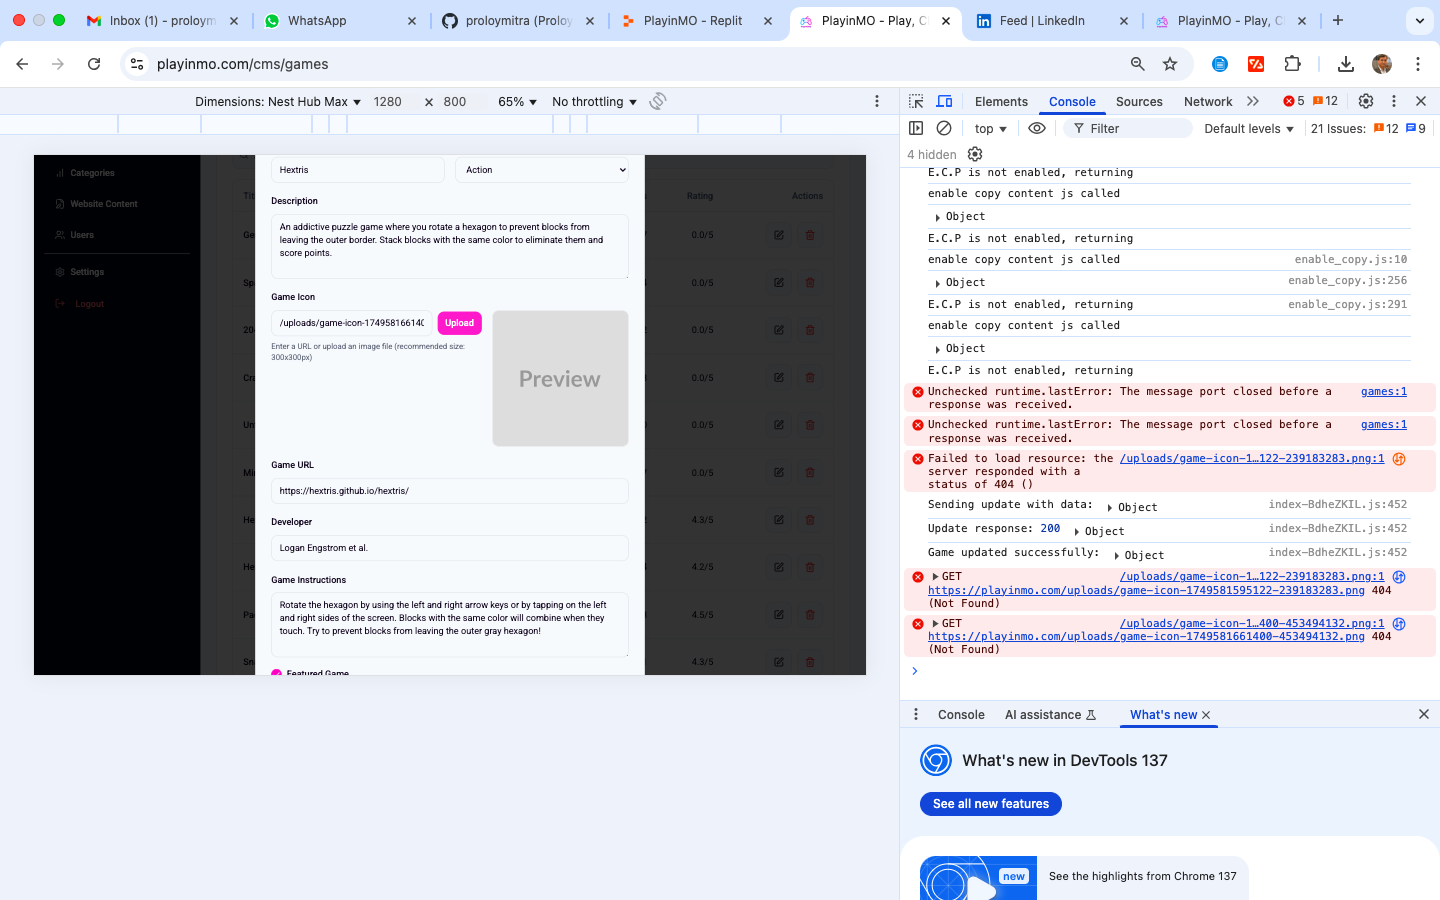 Inbox (1) - proloym
WhatsApp
proloymitra (Proloy
PlayinMO - Replit
PlayinMO - Play, C
Feed | LinkedIn
PlayinMO - Play, C
playinmo.com/cms/games
Dimensions: Nest Hub Max 1280 × 800 65% No throttling
Elements Console Sources Network 5 12
top Filter Default levels 21 Issues: 12 9
4 hidden
Categories
Website Content
Users
Settings
Logout
Rating Actions
0.0/5
0.0/5
0.0/5
0.0/5
0.0/5
0.0/5
4.3/5
4.2/5
4.5/5
4.3/5
Hextris Action
Description
An addictive puzzle game where you rotate a hexagon to prevent blocks from
leaving the outer border. Stack blocks with the same color to eliminate them and
score points.
Game Icon
/uploads/game-icon-174958166140 Upload
Enter a URL or upload an image file (recommended size:
300x300px)
Preview
Game URL
https://hextris.github.io/hextris/
Developer
Logan Engstrom et al.
Game Instructions
Rotate the hexagon by using the left and right arrow keys or by tapping on the left
and right sides of the screen. Blocks with the same color will combine when they
touch. Try to prevent blocks from leaving the outer gray hexagon!
Featured Game
E.C.P is not enabled, returning
enable copy content js called
Object
E.C.P is not enabled, returning
enable copy content js called enable_copy.js:10
Object enable_copy.js:256
E.C.P is not enabled, returning enable_copy.js:291
enable copy content js called
Object
E.C.P is not enabled, returning
Unchecked runtime.lastError: The message port closed before a games:1
response was received.
Unchecked runtime.lastError: The message port closed before a games:1
response was received.
Failed to load resource: the /uploads/game-icon-1…122-239183283.png:1
server responded with a
status of 404 ()
Sending update with data: Object index-BdheZKIL.js:452
Update response: 200 Object index-BdheZKIL.js:452
Game updated successfully: Object index-BdheZKIL.js:452
GET /uploads/game-icon-1…122-239183283.png:1
https://playinmo.com/uploads/game-icon-1749581595122-239183283.png 404
(Not Found)
GET /uploads/game-icon-1…400-453494132.png:1
https://playinmo.com/uploads/game-icon-1749581661400-453494132.png 404
(Not Found)
Console AI assistance What's new
What's new in DevTools 137
See all new features
new
See the highlights from Chrome 137